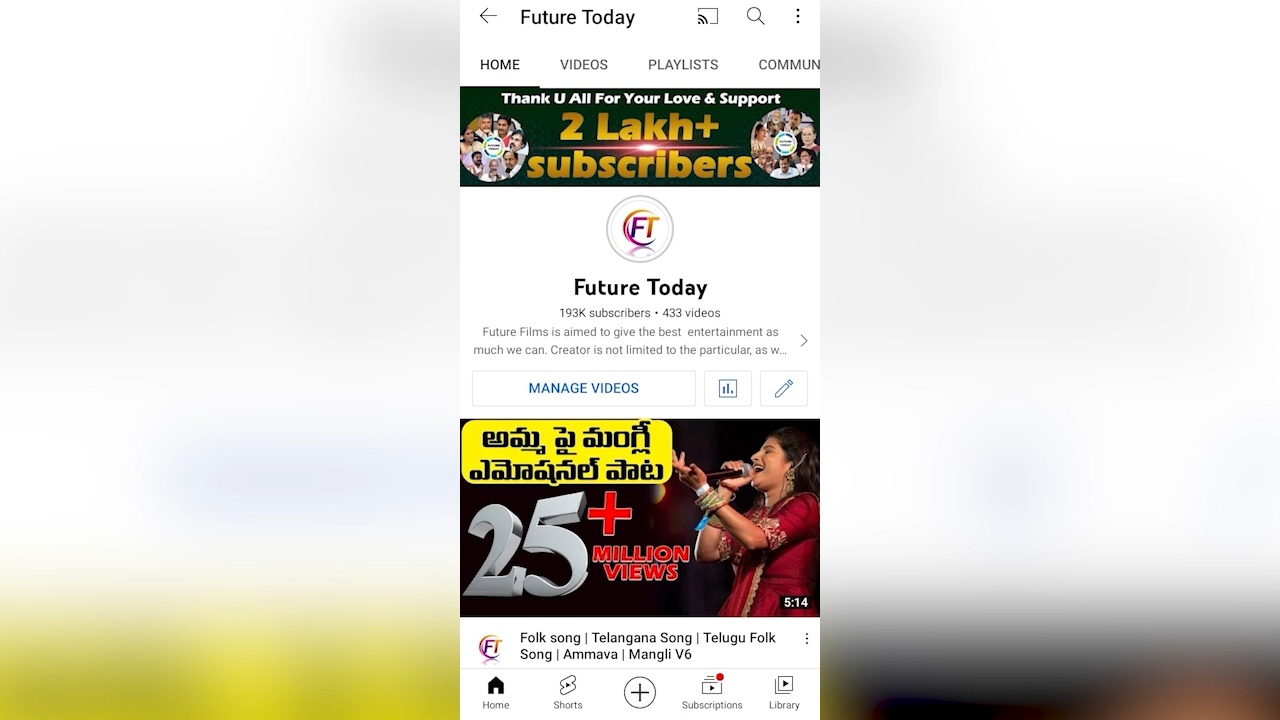 Future Today
HOME VIDEOS PLAYLISTS COMMUN
Thank U All For Your Love & Support
2 Lakh+
subscribers
FT
Future Today
193K subscribers • 433 videos
Future Films is aimed to give the best entertainment as
much we can. Creator is not limited to the particular, as w...
MANAGE VIDEOS
అమ్మ పై మంగ్లీ
ఎమోషనల్ పాట
25+
MILLION
VIEWS
5:14
FT
Folk song | Telangana Song | Telugu Folk
Song | Ammava | Mangli V6
Home Shorts Subscriptions Library